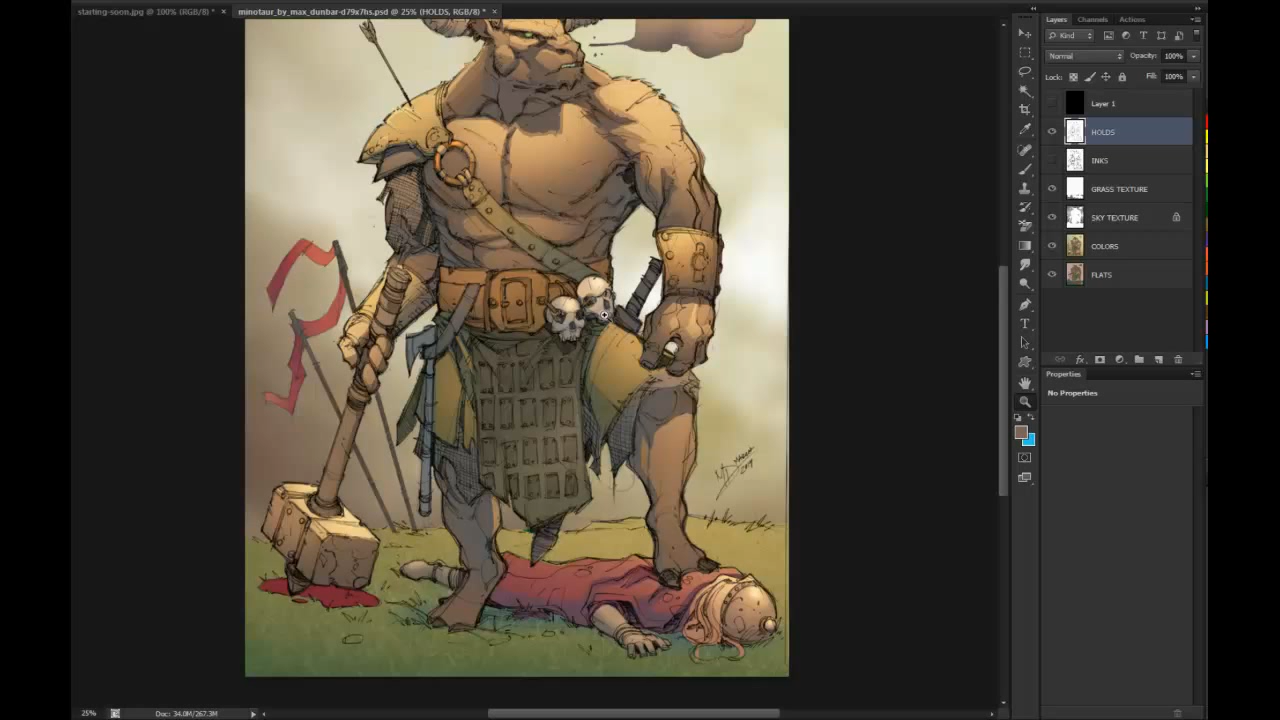 starting-soon.jpg @ 100% (RGB/8) * ×
minotaur_by_max_dunbar-d79x7hs.psd @ 25% (HOLDS, RGB/8) * ×
Layers Channels Actions
Kind
Normal Opacity: 100%
Lock: Fill: 100%
Layer 1
HOLDS
INKS
GRASS TEXTURE
SKY TEXTURE
COLORS
FLATS
Properties
No Properties
25% Doc: 34.0M/267.3M